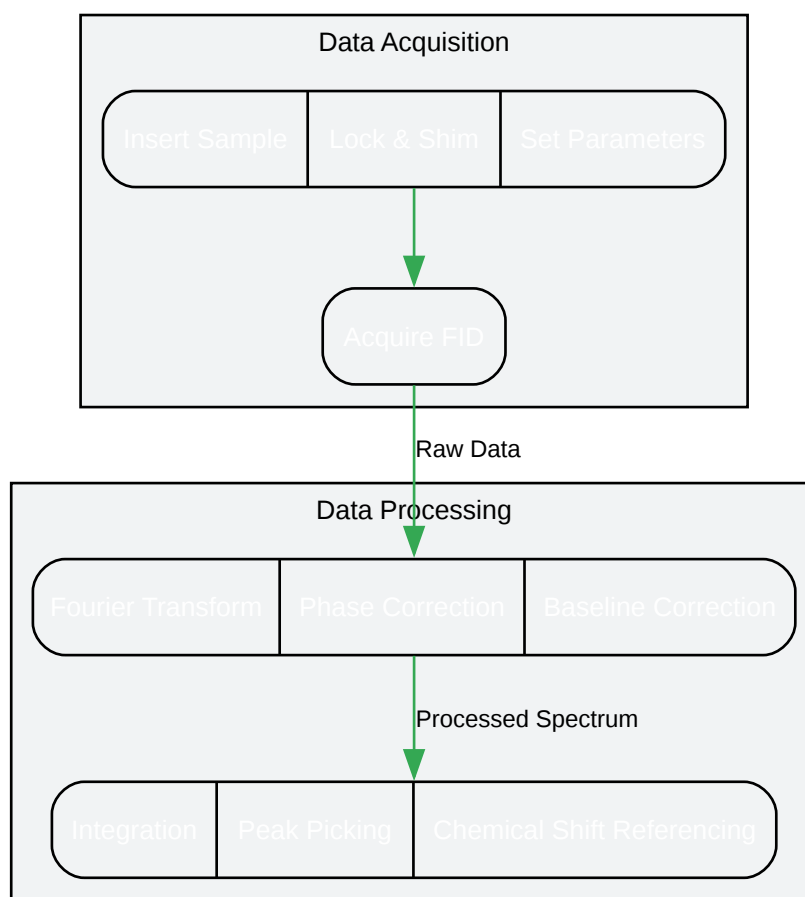 Data Acquisition
Insert Sample Lock & Shim Set Parameters
Acquire FID
Raw Data
Data Processing
Fourier Transform Phase Correction Baseline Correction
Processed Spectrum
Integration Peak Picking Chemical Shift Referencing